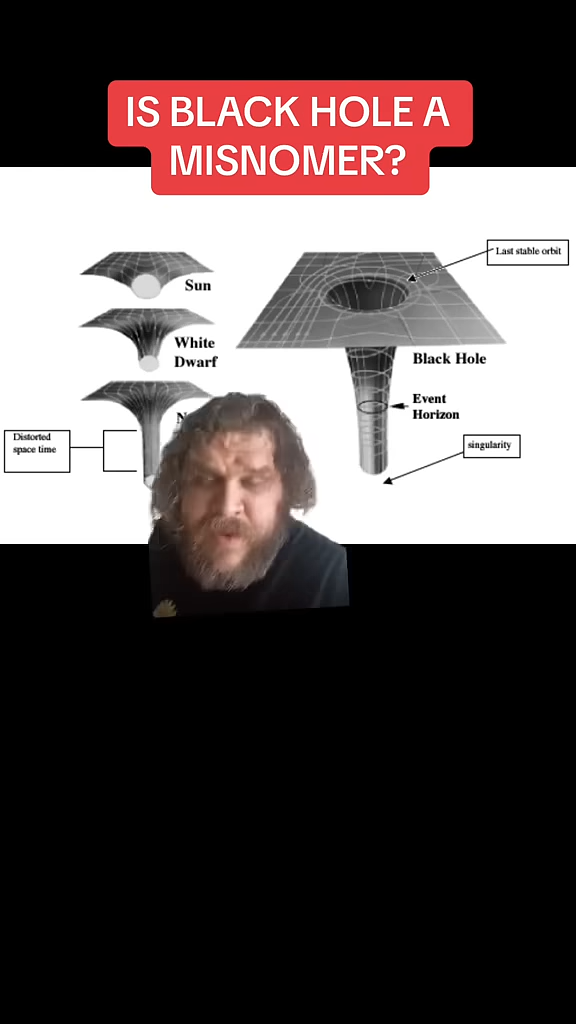 IS BLACK HOLE A
MISNOMER?
Last stable orbit
Sun
White
Dwarf
Black Hole
Event
Horizon
Distorted
space time
singularity